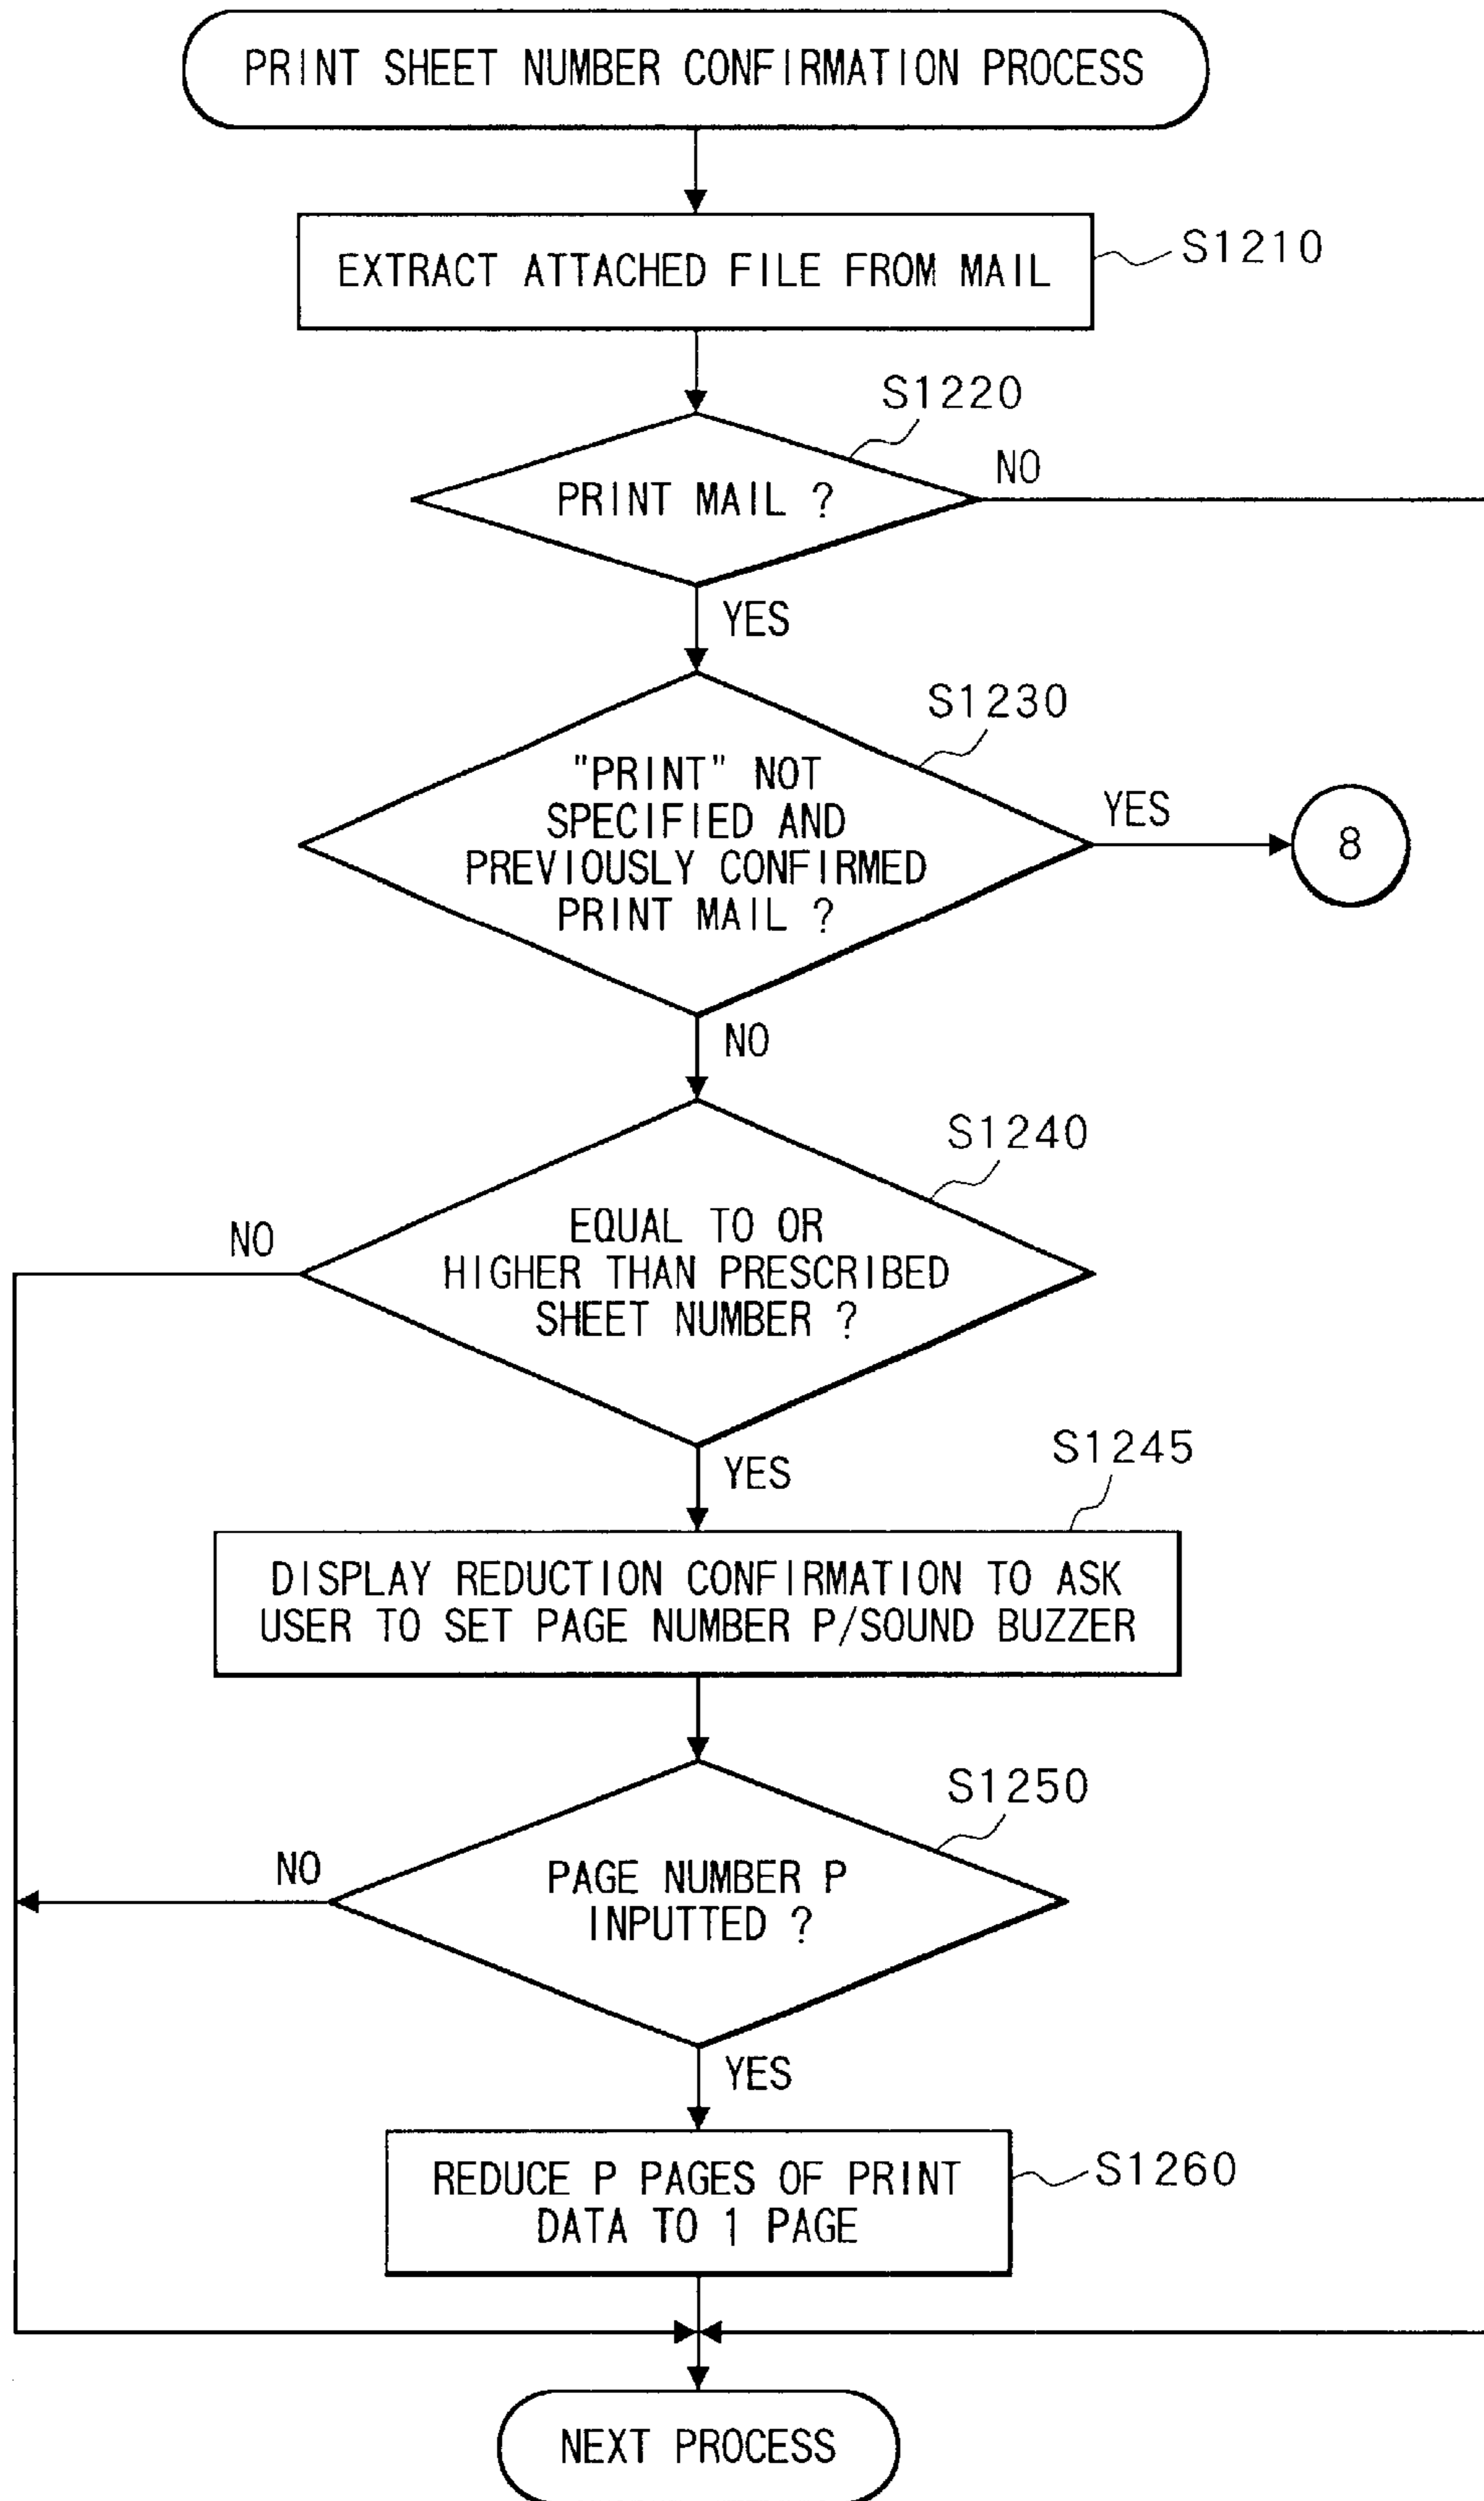 PRINT SHEET NUMBER CONFIRMATION PROCESS
EXTRACT ATTACHED FILE FROM MAIL
S1210
S1220
PRINT MAIL ?
NO
YES
S1230
"PRINT" NOT
SPECIFIED AND
PREVIOUSLY CONFIRMED
PRINT MAIL ?
YES
8
NO
S1240
EQUAL TO OR
HIGHER THAN PRESCRIBED
SHEET NUMBER ?
NO
YES
S1245
DISPLAY REDUCTION CONFIRMATION TO ASK
USER TO SET PAGE NUMBER P/SOUND BUZZER
S1250
PAGE NUMBER P
INPUTTED ?
NO
YES
REDUCE P PAGES OF PRINT
DATA TO 1 PAGE
S1260
NEXT PROCESS